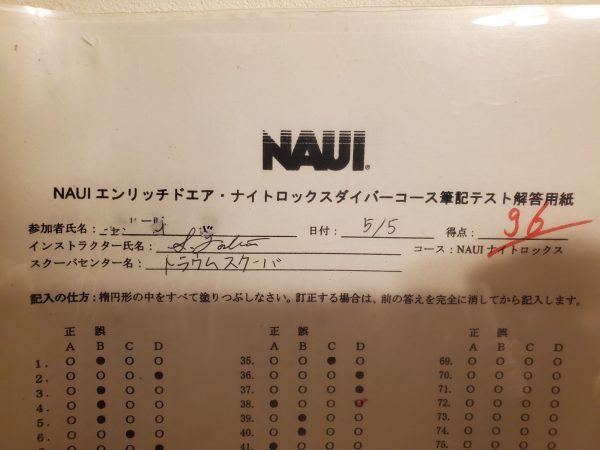 NAUI
NAUI エンリッチドエア・ナイトロックスダイバーコース筆記テスト解答用紙
参加者氏名: 日付: 5/5 得点: 96
インストラクター氏名: コース: NAUI ナイトロックス
スクーバセンター名: トラウムスクーバ
記入の仕方: 楕円形の中をすべて塗りつぶしなさい。訂正する場合は、前の答えを完全に消してから記入します。
正 誤 正 誤 正 誤
A B C D A B C D A B C D
1. 35. 69.
2. 36. 70.
3. 37. 71.
4. 38. 72.
5. 39. 73.
6. 40. 74.
41. 75.